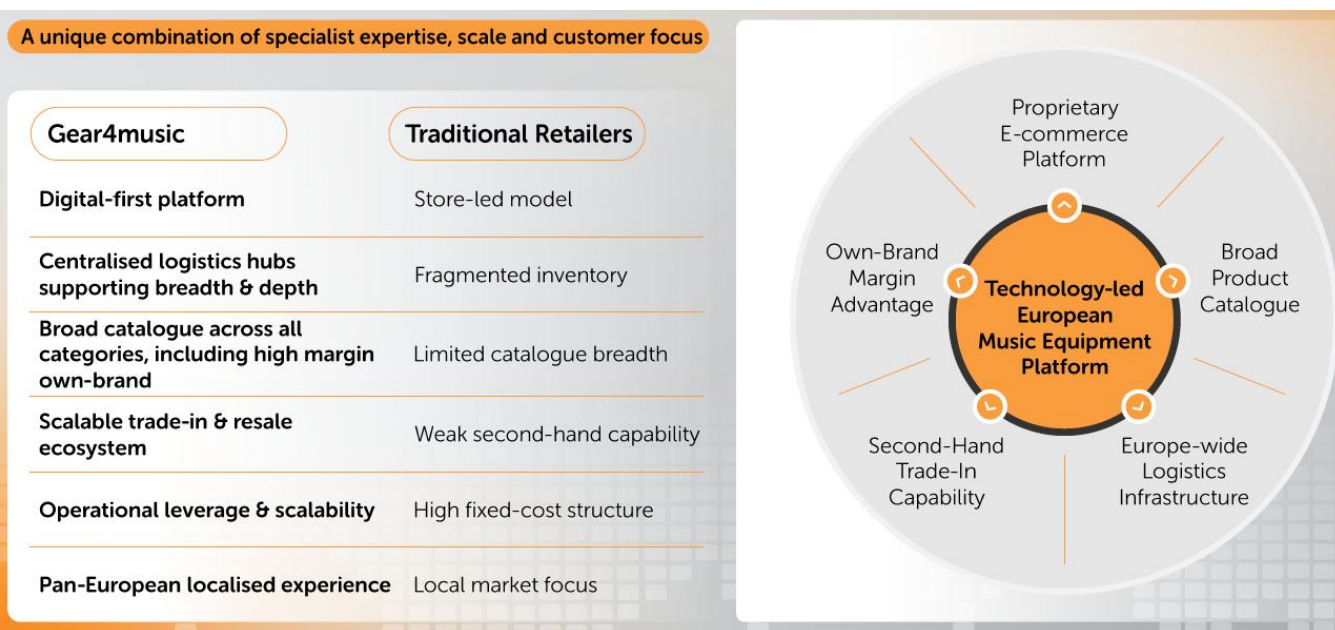 A unique combination of specialist expertise, scale and customer focus
Gear4music
Traditional Retailers
Digital-first platform
Store-led model
Centralised logistics hubs
supporting breadth & depth
Fragmented inventory
Broad catalogue across all
categories, including high margin
own-brand
Limited catalogue breadth
Scalable trade-in & resale
ecosystem
Weak second-hand capability
Operational leverage & scalability
High fixed-cost structure
Pan-European localised experience
Local market focus
Proprietary
E-commerce
Platform
Own-Brand
Margin
Advantage
Technology-led
European
Music Equipment
Platform
Broad
Product
Catalogue
Second-Hand
Trade-In
Capability
Europe-wide
Logistics
Infrastructure